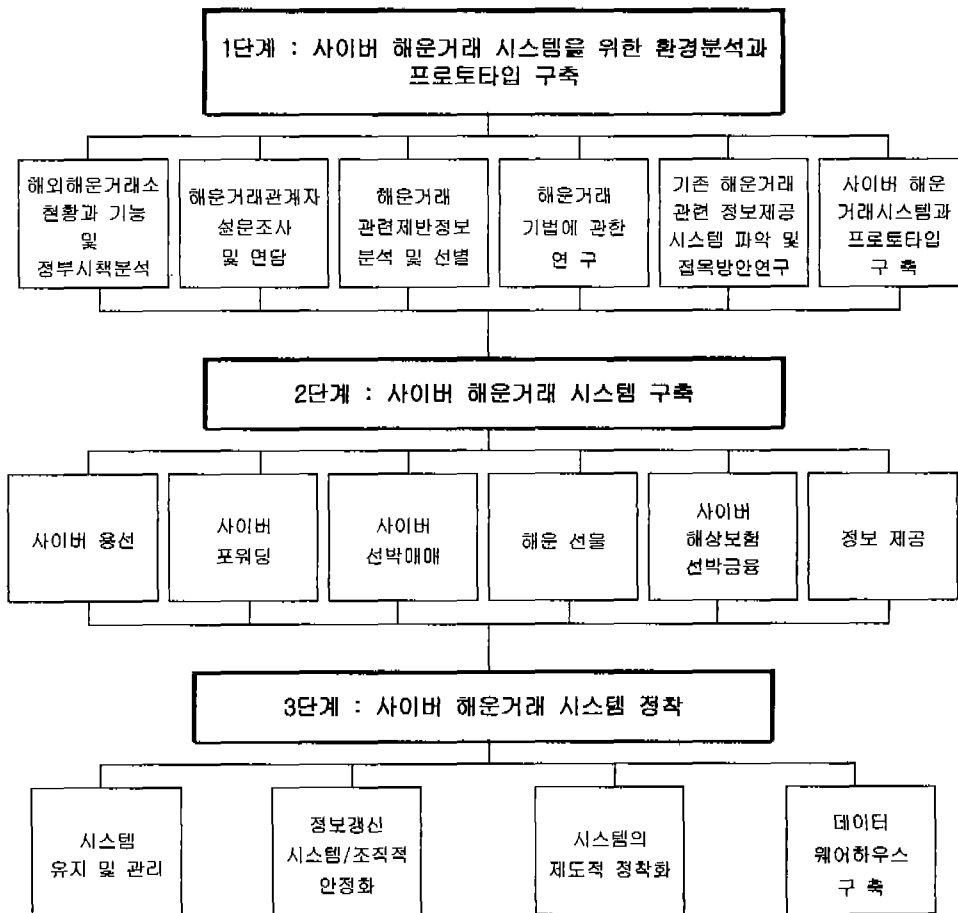 1단계 : 사이버 해운거래 시스템을 위한 환경분석과
프로토타입 구축
해외해운거래소
현황과 기능
및
정부시책분석
해운거래관계자
설문조사
및 면담
해운거래
관련제반정보
분석 및 선별
해운거래
기법에 관한
연 구
기존 해운거래
관련 정보제공
시스템 파악 및
접목방안연구
사이버 해운
거래시스템과
프로토타입
구 축
2단계 : 사이버 해운거래 시스템 구축
사이버 용선
사이버
포워딩
사이버
선박매매
해운 선물
사이버
해상보험
선박금융
정보 제공
3단계 : 사이버 해운거래 시스템 정착
시스템
유지 및 관리
정보갱신
시스템/조직적
안정화
시스템의
제도적 정착화
데이터
웨어하우스
구 축